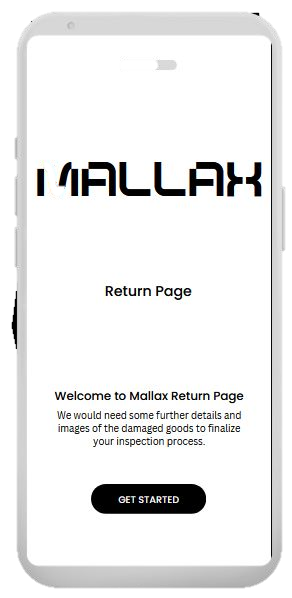 MALLAX
Return Page
Welcome to Mallax Return Page
We would need some further details and
images of the damaged goods to finalize
your inspection process.
GET STARTED